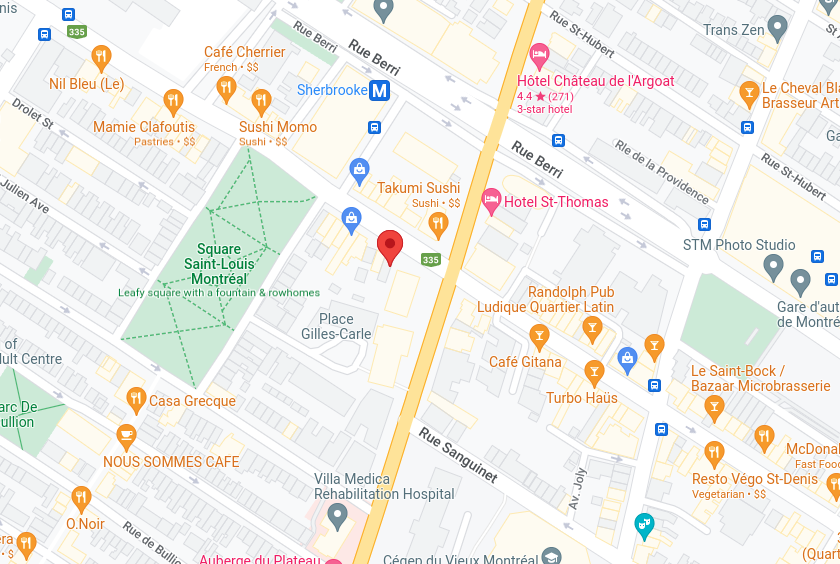 nis
335
Nil Bleu (Le)
Café Cherrier
French • $$
Rue Berri
Rue Berri
Rue St-Hubert
Trans Zen
Sherbrooke
M
Hôtel Château de l'Argoat
4.4 ★ (271)
3-star hotel
Le Cheval Bla
Brasseur Art
Drolet St
Mamie Clafoutis
Pastries • $$
Sushi Momo
Sushi • $$
Rue Berri
Rle de la Providence
Rue St-Hubert
Julien Ave
Takumi Sushi
Sushi • $$
Hotel St-Thomas
Square
Saint-Louis
Montréal
Leafy square with a fountain & rowhomes
335
STM Photo Studio
Gare d'aut
de Montré
Place
Gilles-Carle
Randolph Pub
Ludique Quartier Latin
of
ult Centre
Café Gitana
Turbo Haüs
Le Saint-Bock /
Bazaar Microbrasserie
Casa Grecque
arc De
ullion
NOUS SOMMES CAFE
Rue Sanguinet
McDonal
Fast Food
Resto Végo St-Denis
Vegetarian • $$
Av. Joly
Villa Medica
Rehabilitation Hospital
O.Noir
Rue de Bullio
era
• $
Auberge du Plateau
Cégep du Vieux Montréal
(Quart